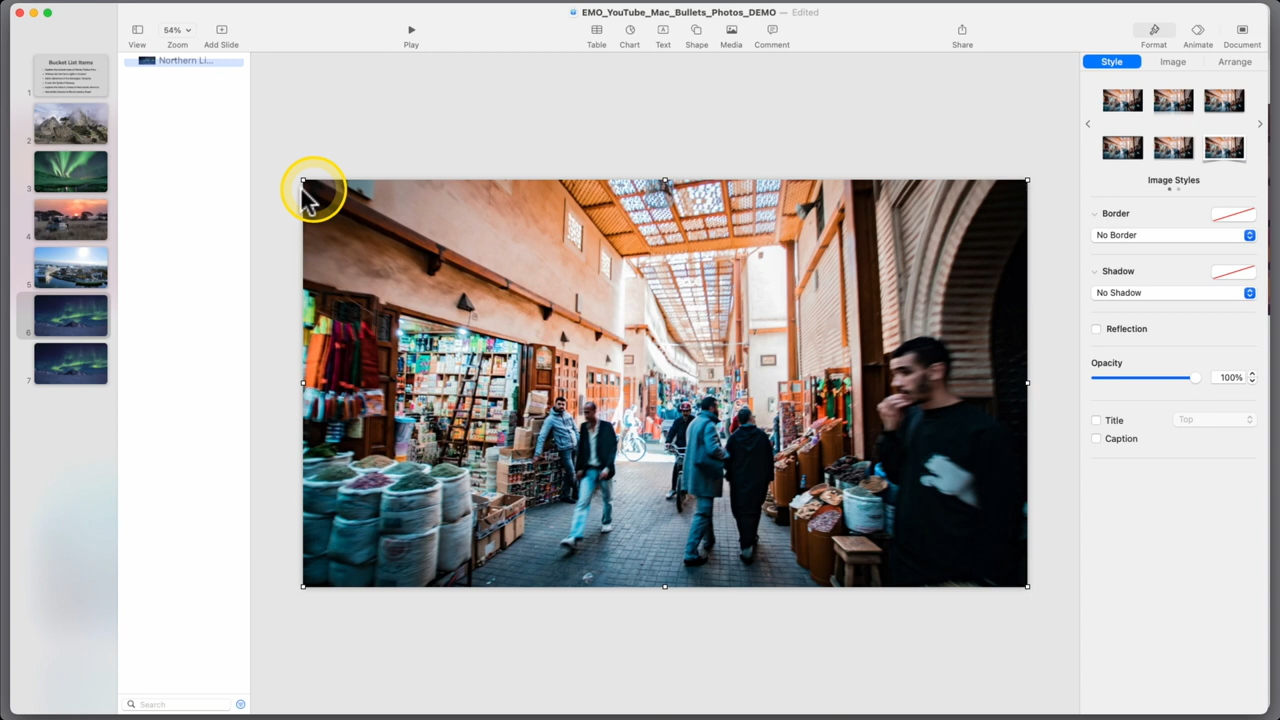 EMO_YouTube_Mac_Bullets_Photos_DEMO — Edited
54%
View
Zoom
Add Slide
Play
Table
Chart
Text
Shape
Media
Comment
Share
Format
Animate
Document
Bucket List Items
1
2
3
4
5
6
7
Northern Li...
Search
Style
Image
Arrange
Image Styles
Border
No Border
Shadow
No Shadow
Reflection
Opacity
100%
Title
Top
Caption